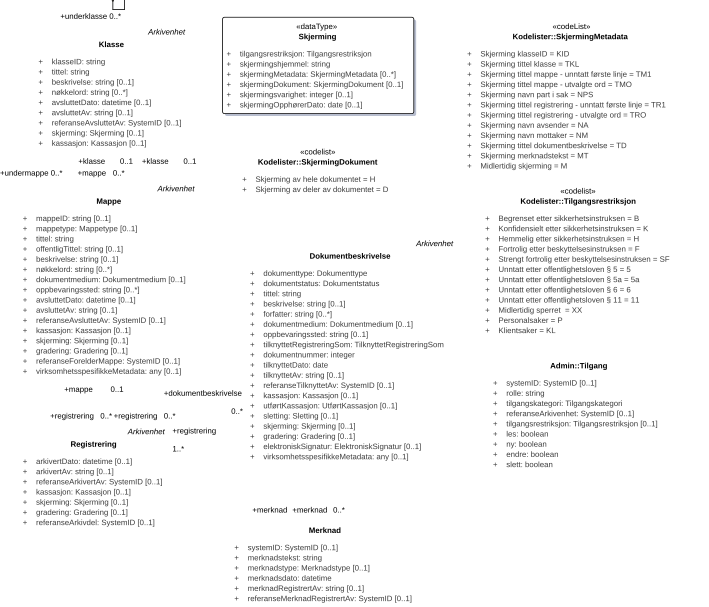 +underklasse 0..*
Arkivenhet
Klasse
+ klasseID: string
+ tittel: string
+ beskrivelse: string [0..1]
+ nøkkelord: string [0..*]
+ avsluttetDato: datetime [0..1]
+ avsluttetAv: string [0..1]
+ referanseAvsluttetAv: SystemID [0..1]
+ skjerming: Skjerming [0..1]
+ kassasjon: Kassasjon [0..1]
+klasse 0..1 +klasse 0..1
+undermappe 0..* +mappe 0..*
«dataType»
Skjerming
+ tilgangsrestriksjon: Tilgangsrestriksjon
+ skjermingshjemmel: string
+ skjermingMetadata: SkjermingMetadata [0..*]
+ skjermingDokument: SkjermingDokument [0..1]
+ skjermingsvarighet: integer [0..1]
+ skjermingOpphørerDato: date [0..1]
«codeList»
Kodelister::SkjermingMetadata
+ Skjerming klasseID = KID
+ Skjerming tittel klasse = TKL
+ Skjerming tittel mappe - unntatt første linje = TM1
+ Skjerming tittel mappe - utvalgte ord = TMO
+ Skjerming navn part i sak = NPS
+ Skjerming tittel registrering - unntatt første linje = TR1
+ Skjerming tittel registrering - utvalgte ord = TRO
+ Skjerming navn avsender = NA
+ Skjerming navn mottaker = NM
+ Skjerming tittel dokumentbeskrivelse = TD
+ Skjerming merknadstekst = MT
+ Midlertidig skjerming = M
«codelist»
Kodelister::SkjermingDokument
+ Skjerming av hele dokumentet = H
+ Skjerming av deler av dokumentet = D
Arkivenhet
Mappe
+ mappeID: string [0..1]
+ mappetype: Mappetype [0..1]
+ tittel: string
+ offentligTittel: string [0..1]
+ beskrivelse: string [0..1]
+ nøkkelord: string [0..*]
+ dokumentmedium: Dokumentmedium [0..1]
+ oppbevaringssted: string [0..*]
+ avsluttetDato: datetime [0..1]
+ avsluttetAv: string [0..1]
+ referanseAvsluttetAv: SystemID [0..1]
+ kassasjon: Kassasjon [0..1]
+ skjerming: Skjerming [0..1]
+ gradering: Gradering [0..1]
+ referanseForelderMappe: SystemID [0..1]
+ virksomhetsspesifikkeMetadata: any [0..1]
«codelist»
Kodelister::Tilgangsrestriksjon
+ Begrenset etter sikkerhetsinstruksen = B
+ Konfidensielt etter sikkerhetsinstruksen = K
+ Hemmelig etter sikkerhetsinstruksen = H
+ Fortrolig etter beskyttelsesinstruksen = F
+ Strengt fortrolig etter beskyttelsesinstruksen = SF
+ Unntatt etter offentlighetsloven § 5 = 5
+ Unntatt etter offentlighetsloven § 5a = 5a
+ Unntatt etter offentlighetsloven § 6 = 6
+ Unntatt etter offentlighetsloven § 11 = 11
+ Midlertidig sperret = XX
+ Personalsaker = P
+ Klientsaker = KL
Arkivenhet
Dokumentbeskrivelse
+ dokumenttype: Dokumenttype
+ dokumentstatus: Dokumentstatus
+ tittel: string
+ beskrivelse: string [0..1]
+ forfatter: string [0..*]
+ dokumentmedium: Dokumentmedium [0..1]
+ oppbevaringssted: string [0..1]
+ tilknyttetRegistreringSom: TilknyttetRegistreringSom
+ dokumentnummer: integer
+ tilknyttetDato: date
+ tilknyttetAv: string [0..1]
+ referanseTilknyttetAv: SystemID [0..1]
+ kassasjon: Kassasjon [0..1]
+ utførtKassasjon: UtførtKassasjon [0..1]
+ sletting: Sletting [0..1]
+ skjerming: Skjerming [0..1]
+ gradering: Gradering [0..1]
+ elektroniskSignatur: ElektroniskSignatur [0..1]
+ virksomhetsspesifikkeMetadata: any [0..1]
Admin::Tilgang
+ systemID: SystemID [0..1]
+ rolle: string
+ tilgangskategori: Tilgangskategori
+ referanseArkivenhet: SystemID [0..1]
+ tilgangsrestriksjon: Tilgangsrestriksjon [0..1]
+ les: boolean
+ ny: boolean
+ endre: boolean
+ slett: boolean
+mappe 0..1
+dokumentbeskrivelse
0..*
+registrering 0..* +registrering 0..*
Arkivenhet +registrering
1..*
Registrering
+ arkivertDato: datetime [0..1]
+ arkivertAv: string [0..1]
+ referanseArkivertAv: SystemID [0..1]
+ kassasjon: Kassasjon [0..1]
+ skjerming: Skjerming [0..1]
+ gradering: Gradering [0..1]
+ referanseArkivdel: SystemID [0..1]
+merknad +merknad 0..*
Merknad
+ systemID: SystemID [0..1]
+ merknadstekst: string
+ merknadstype: Merknadstype [0..1]
+ merknadsdato: datetime
+ merknadRegistrertAv: string [0..1]
+ referanseMerknadRegistrertAv: SystemID [0..1]